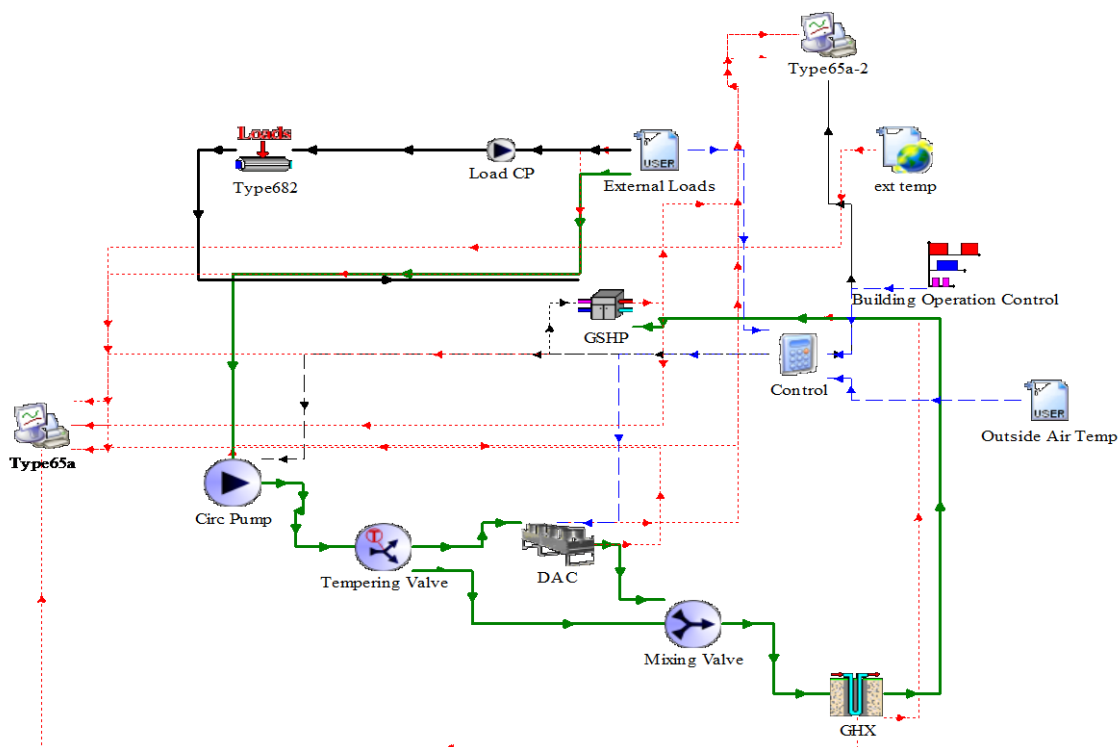 Type65a-2
Loads
USER
Type682
Load CP
External Loads
ext temp
Building Operation Control
GSHP
Control
USER
Type65a
Outside Air Temp
Circ Pump
T
Tempering Valve
DAC
Mixing Valve
GHX